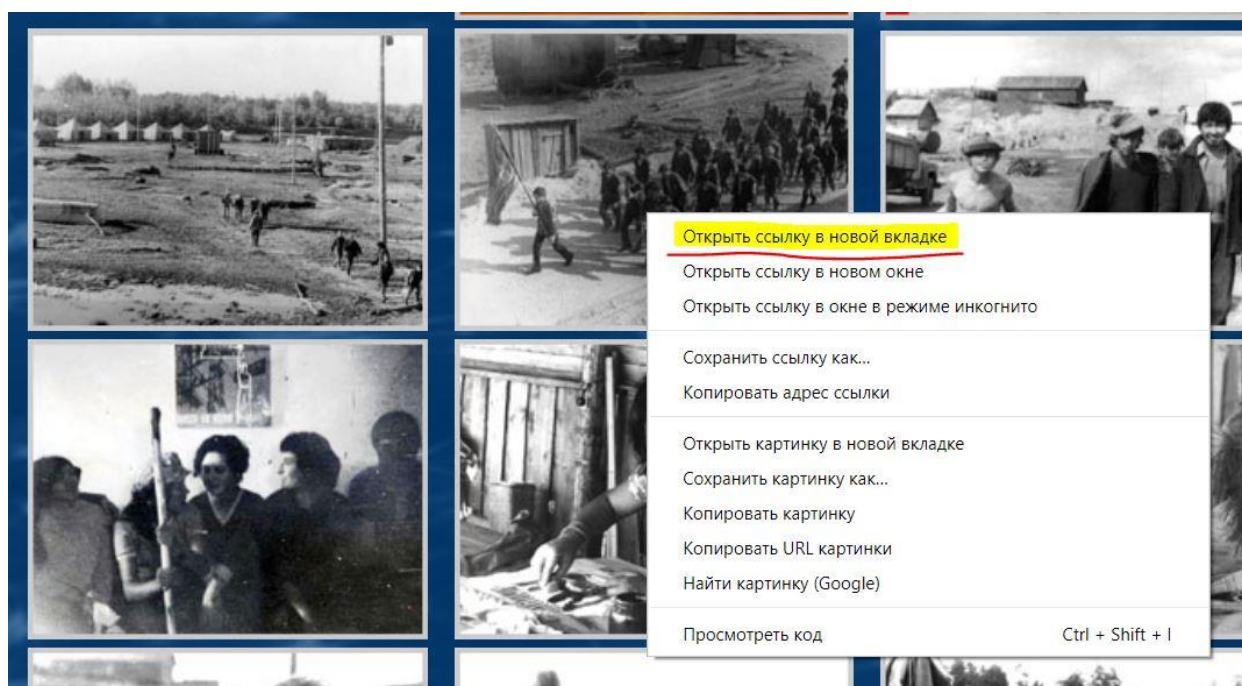 Открыть ссылку в новой вкладке
Открыть ссылку в новом окне
Открыть ссылку в окне в режиме инкогнито
Сохранить ссылку как...
Копировать адрес ссылки
Открыть картинку в новой вкладке
Сохранить картинку как...
Копировать картинку
Копировать URL картинки
Найти картинку (Google)
Просмотреть код Ctrl + Shift + I